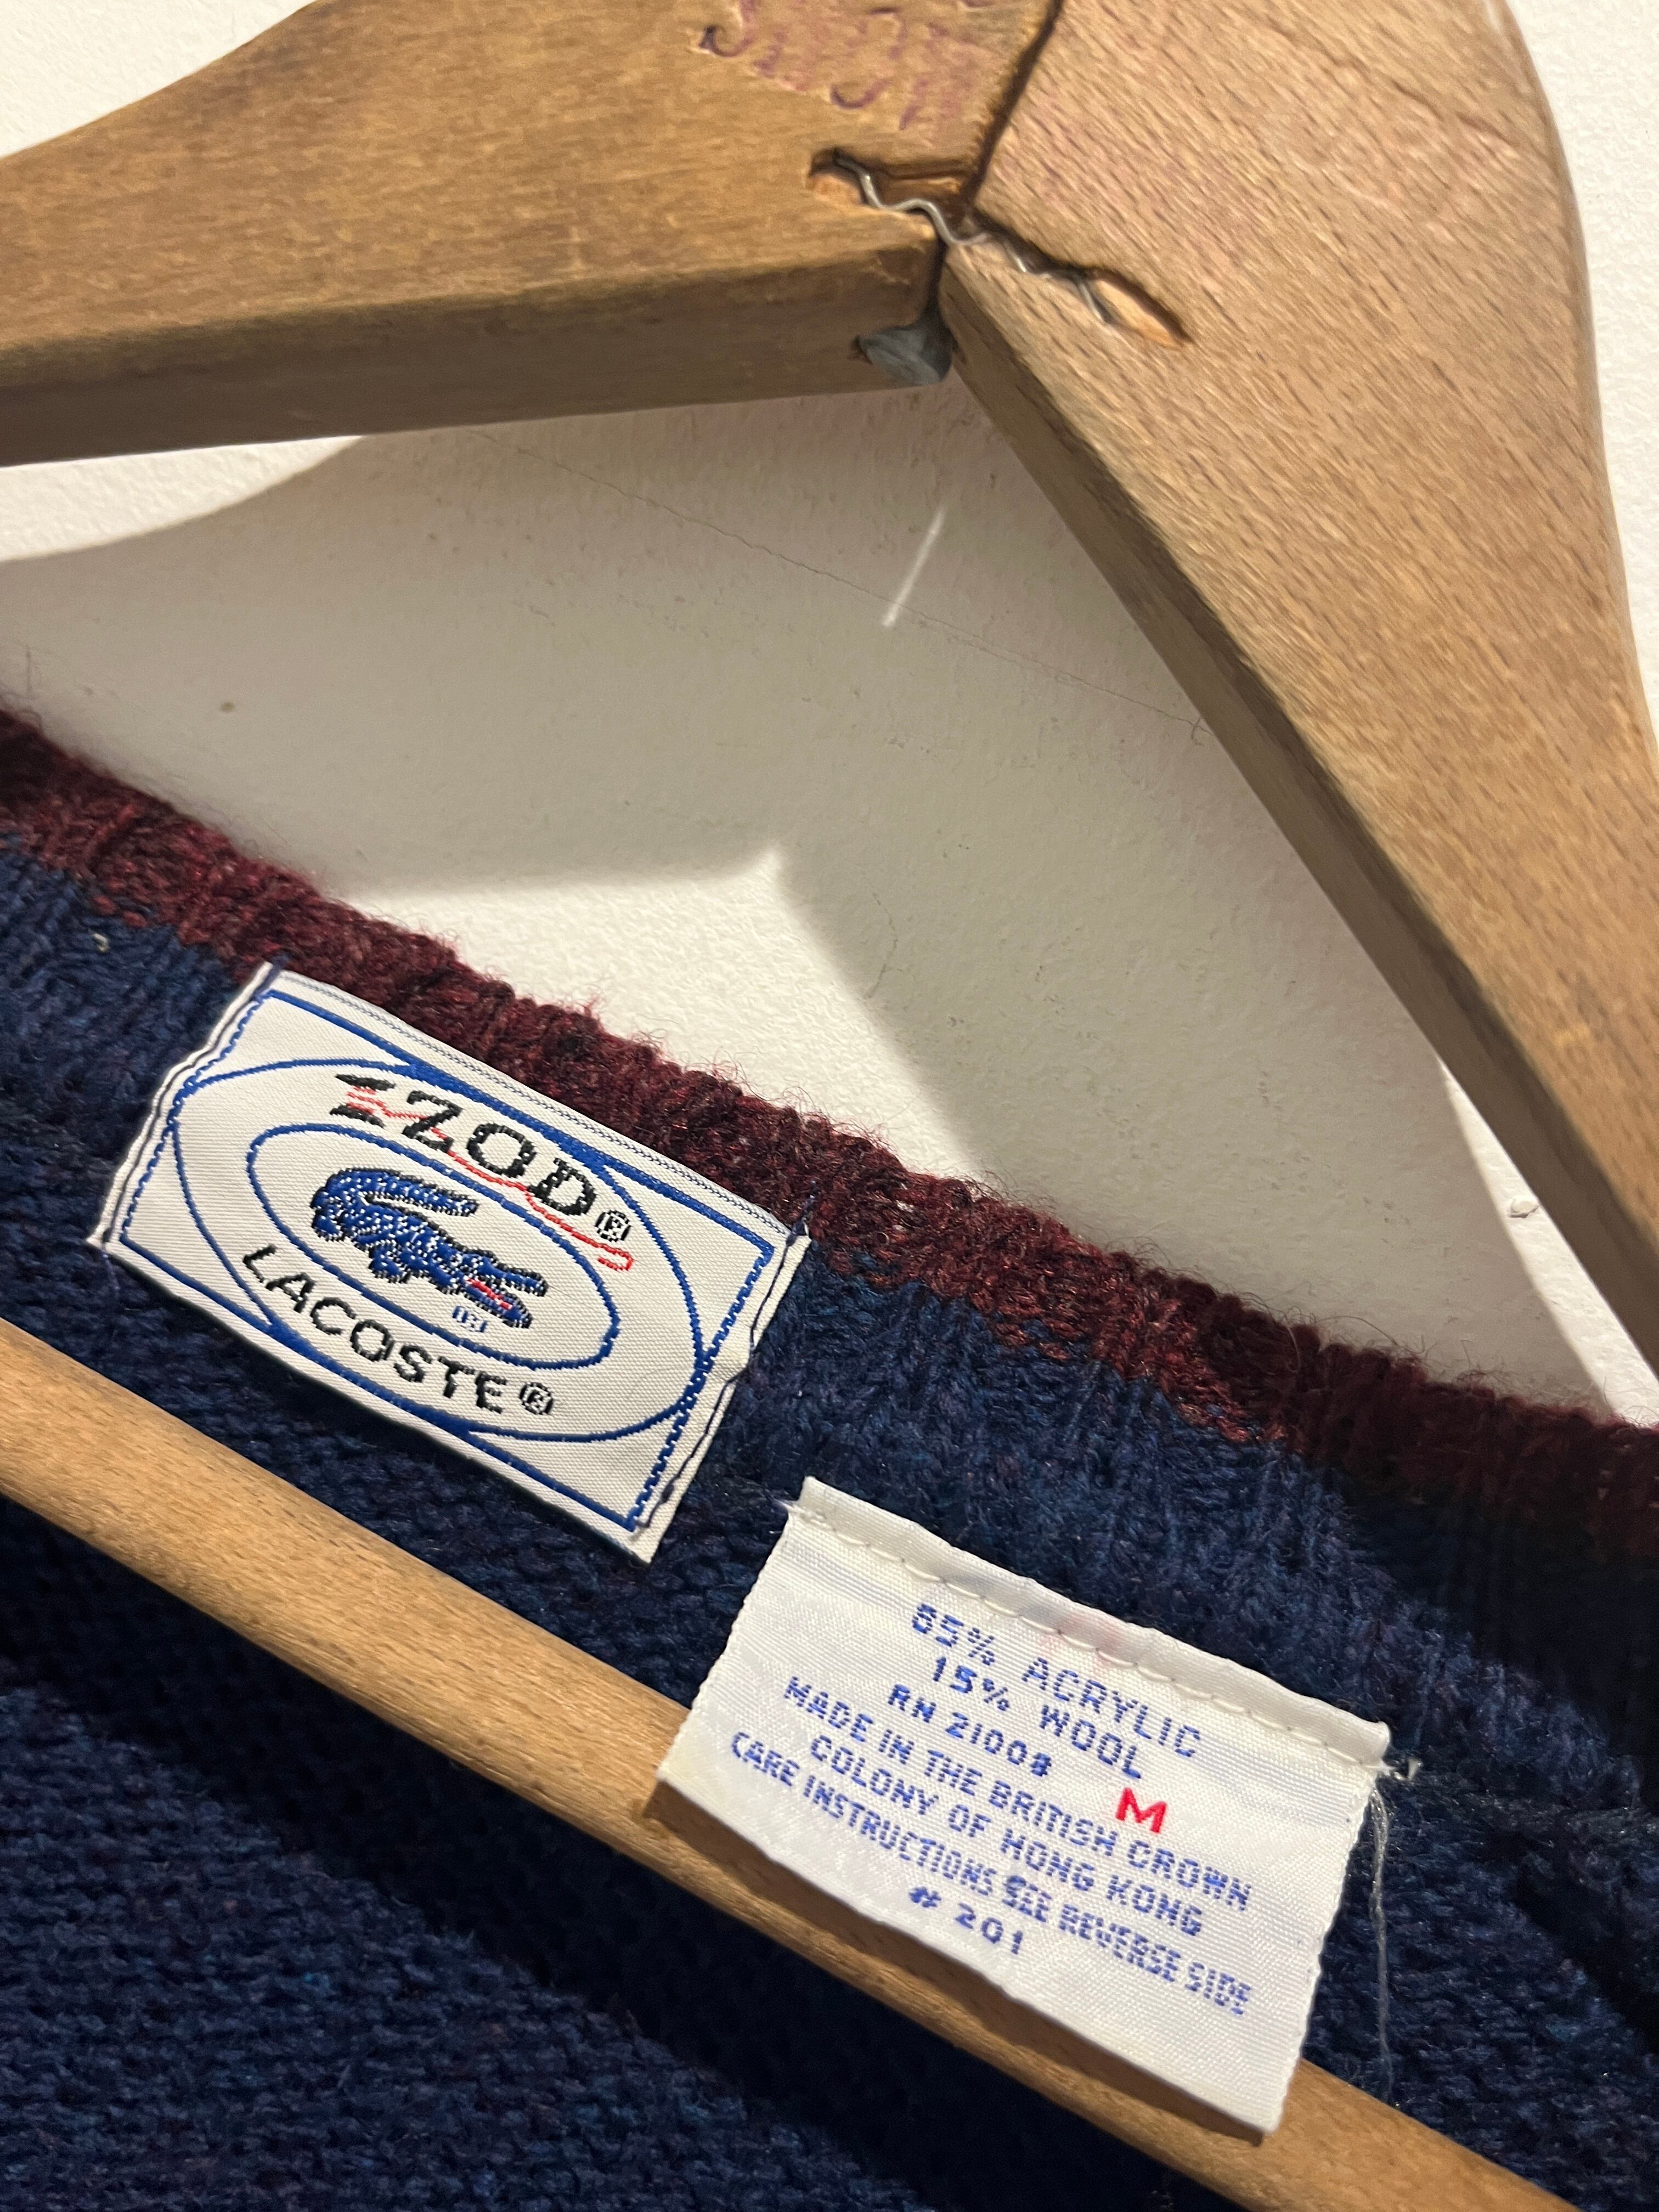 IZOD®
LACOSTE®
85% ACRYLIC
15% WOOL
RN 21008
M
MADE IN THE BRITISH CROWN
COLONY OF HONG KONG
CARE INSTRUCTIONS SEE REVERSE SIDE
# 201